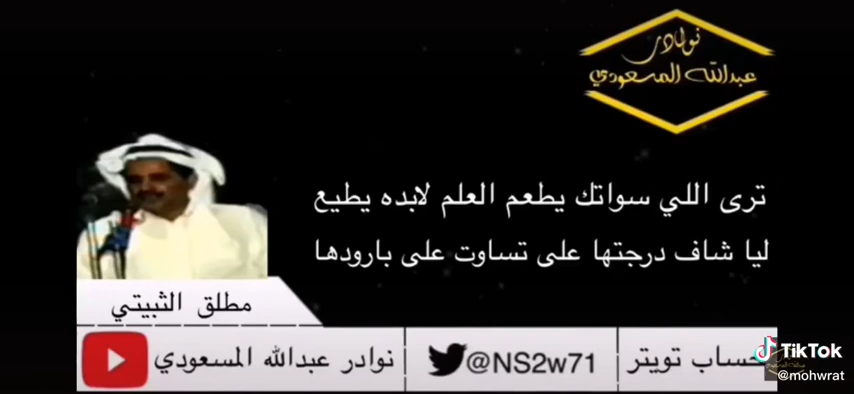 نوادر
عبدالله المسعودي
ترى اللي سواتك يطعم العلم لابده يطيع
ليا شاف درجتها على تساوت على بارودها
مطلق الثبيتي
نوادر عبدالله المسعودي
@NS2w71
حساب تويتر
TikTok
@mohwrat